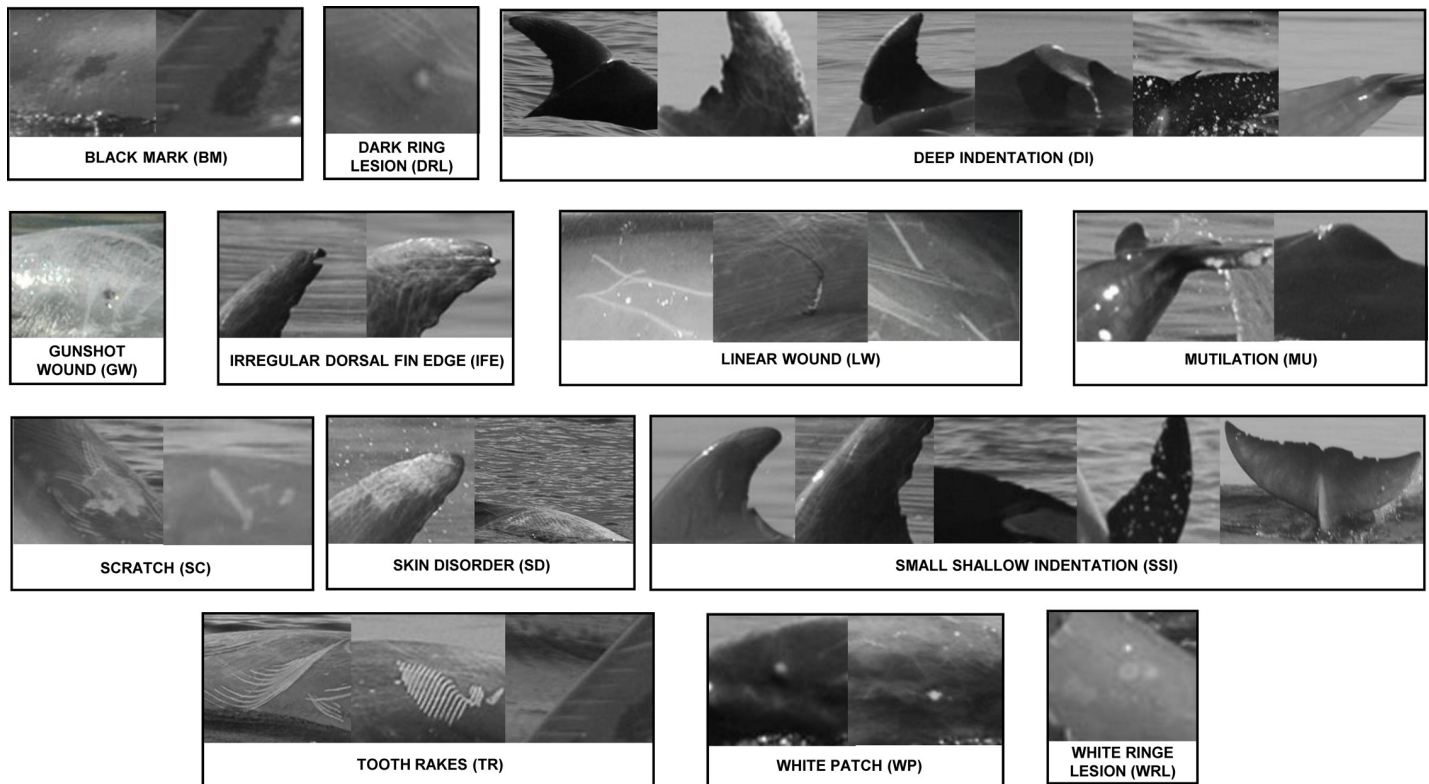 BLACK MARK (BM)
DARK RING
LESION (DRL)
DEEP INDENTATION (DI)
GUNSHOT
WOUND (GW)
IRREGULAR DORSAL FIN EDGE (IFE)
LINEAR WOUND (LW)
MUTILATION (MU)
SCRATCH (SC)
SKIN DISORDER (SD)
SMALL SHALLOW INDENTATION (SSI)
TOOTH RAKES (TR)
WHITE PATCH (WP)
WHITE RINGE
LESION (WRL)